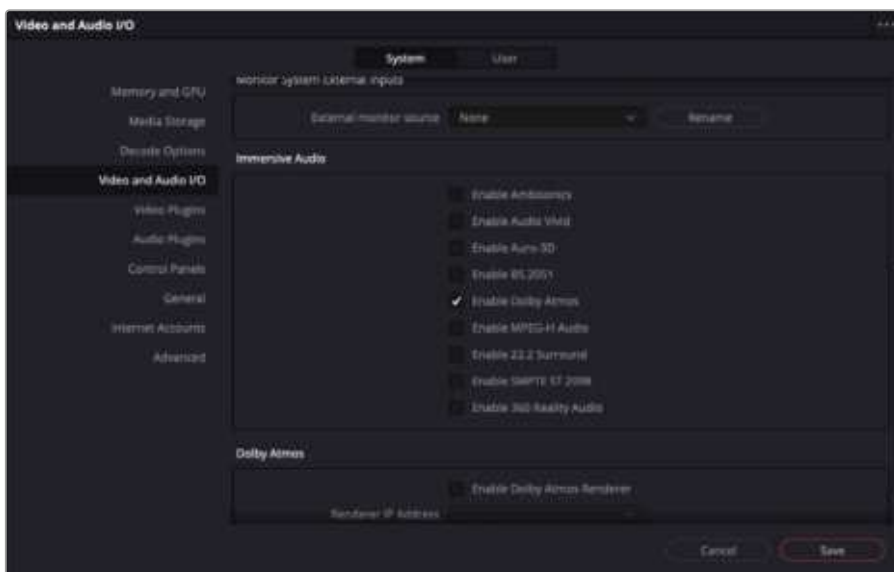 Video and Audio I/O
System User
Memory and GPU
Media Storage
Decode Options
Video and Audio I/O
Video Plugins
Audio Plugins
Control Panels
General
Internet Accounts
Advanced
Monitor System External Inputs
External monitor source None Rename
Immersive Audio
Enable Ambisonics
Enable Audio Vivid
Enable Auro-3D
Enable BS.2051
Enable Dolby Atmos
Enable MPEG-H Audio
Enable 22.2 Surround
Enable SMPTE ST 2098
Enable 360 Reality Audio
Dolby Atmos
Enable Dolby Atmos Renderer
Renderer IP Address
Cancel Save